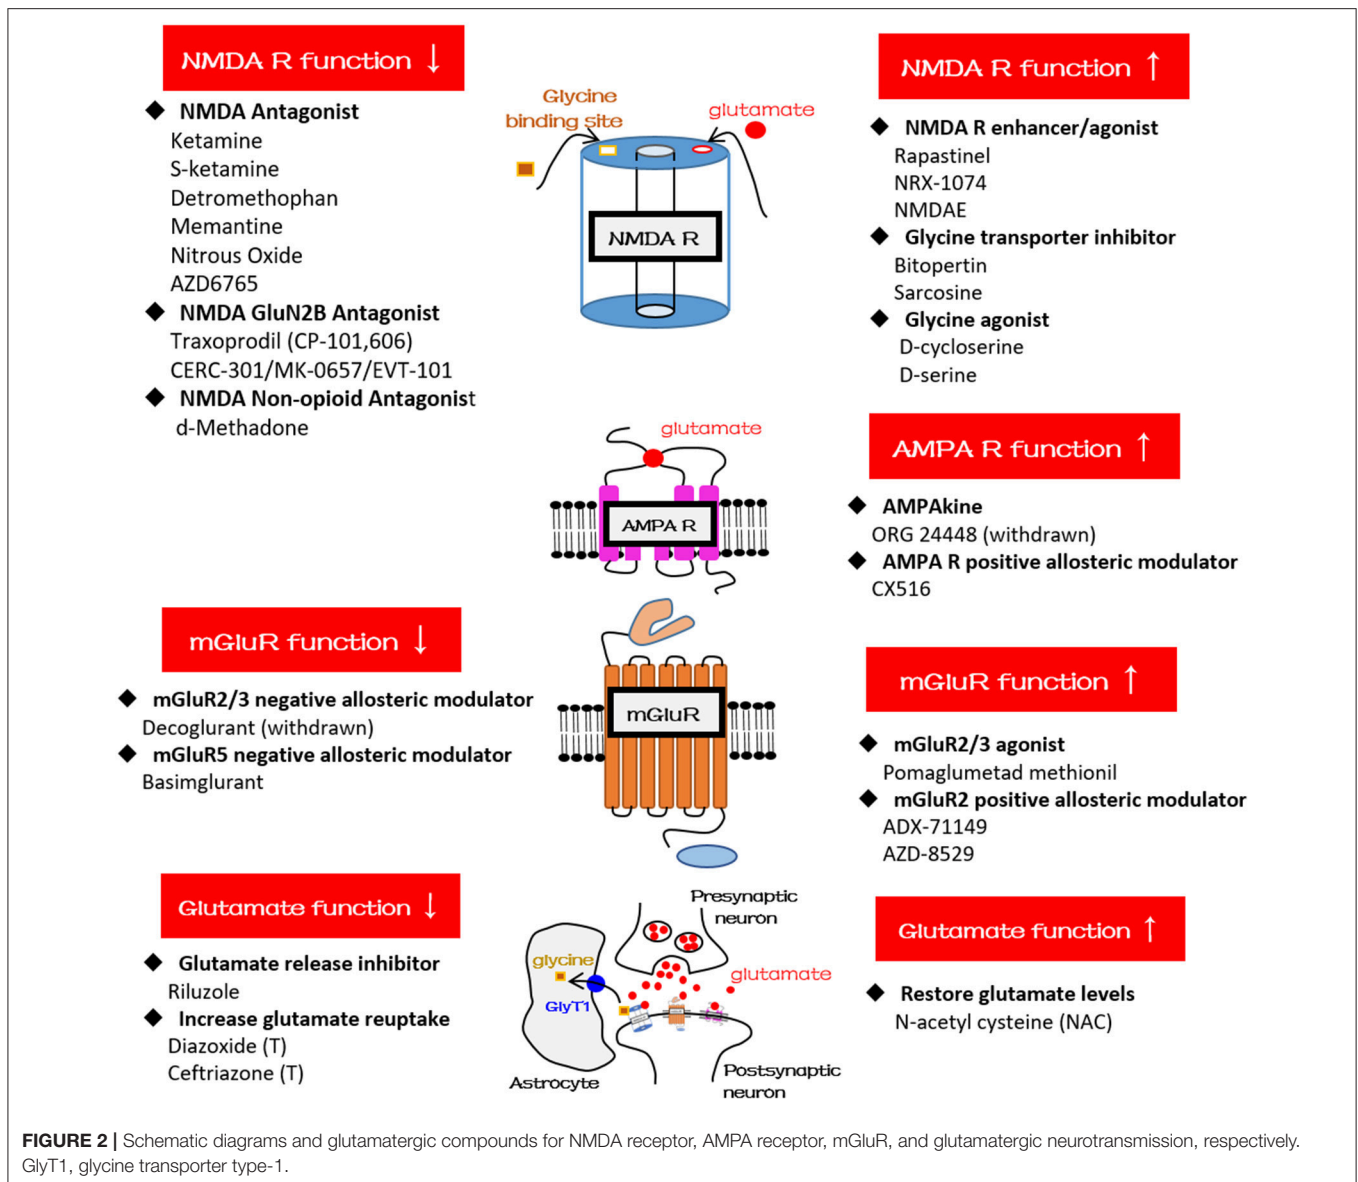 NMDA R function ↓
◆ NMDA Antagonist
Ketamine
S-ketamine
Detromethophan
Memantine
Nitrous Oxide
AZD6765
◆ NMDA GluN2B Antagonist
Traxoprodil (CP-101,606)
CERC-301/MK-0657/EVT-101
◆ NMDA Non-opioid Antagonist
d-Methadone
Glycine
binding site
glutamate
NMDA R
NMDA R function ↑
◆ NMDA R enhancer/agonist
Rapastinel
NRX-1074
NMDAE
◆ Glycine transporter inhibitor
Bitopertin
Sarcosine
◆ Glycine agonist
D-cycloserine
D-serine
glutamate
AMPA R
AMPA R function ↑
◆ AMPAkine
ORG 24448 (withdrawn)
◆ AMPA R positive allosteric modulator
CX516
mGluR function ↓
◆ mGluR2/3 negative allosteric modulator
Decoglurant (withdrawn)
◆ mGluR5 negative allosteric modulator
Basimglurant
mGluR
mGluR function ↑
◆ mGluR2/3 agonist
Pomaglumetad methionil
◆ mGluR2 positive allosteric modulator
ADX-71149
AZD-8529
Glutamate function ↓
◆ Glutamate release inhibitor
Riluzole
◆ Increase glutamate reuptake
Diazoxide (T)
Ceftriazone (T)
Presynaptic
neuron
glycine
glutamate
GlyT1
Astrocyte
Postsynaptic
neuron
Glutamate function ↑
◆ Restore glutamate levels
N-acetyl cysteine (NAC)
FIGURE 2 | Schematic diagrams and glutamatergic compounds for NMDA receptor, AMPA receptor, mGluR, and glutamatergic neurotransmission, respectively.
GlyT1, glycine transporter type-1.